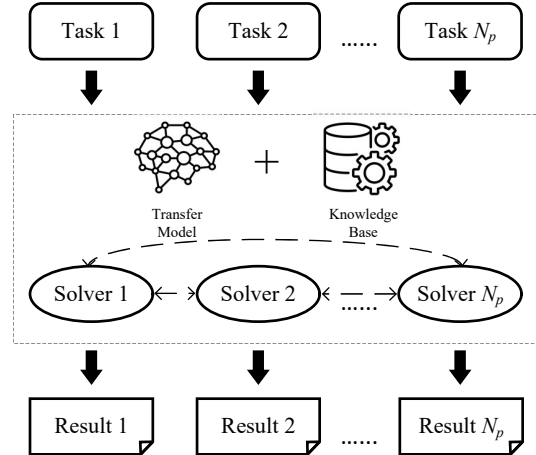 Task 1 Task 2 ...... Task Nₚ
+
Transfer Model
Knowledge Base
Solver 1 Solver 2 ...... Solver Nₚ
Result 1 Result 2 ...... Result Nₚ